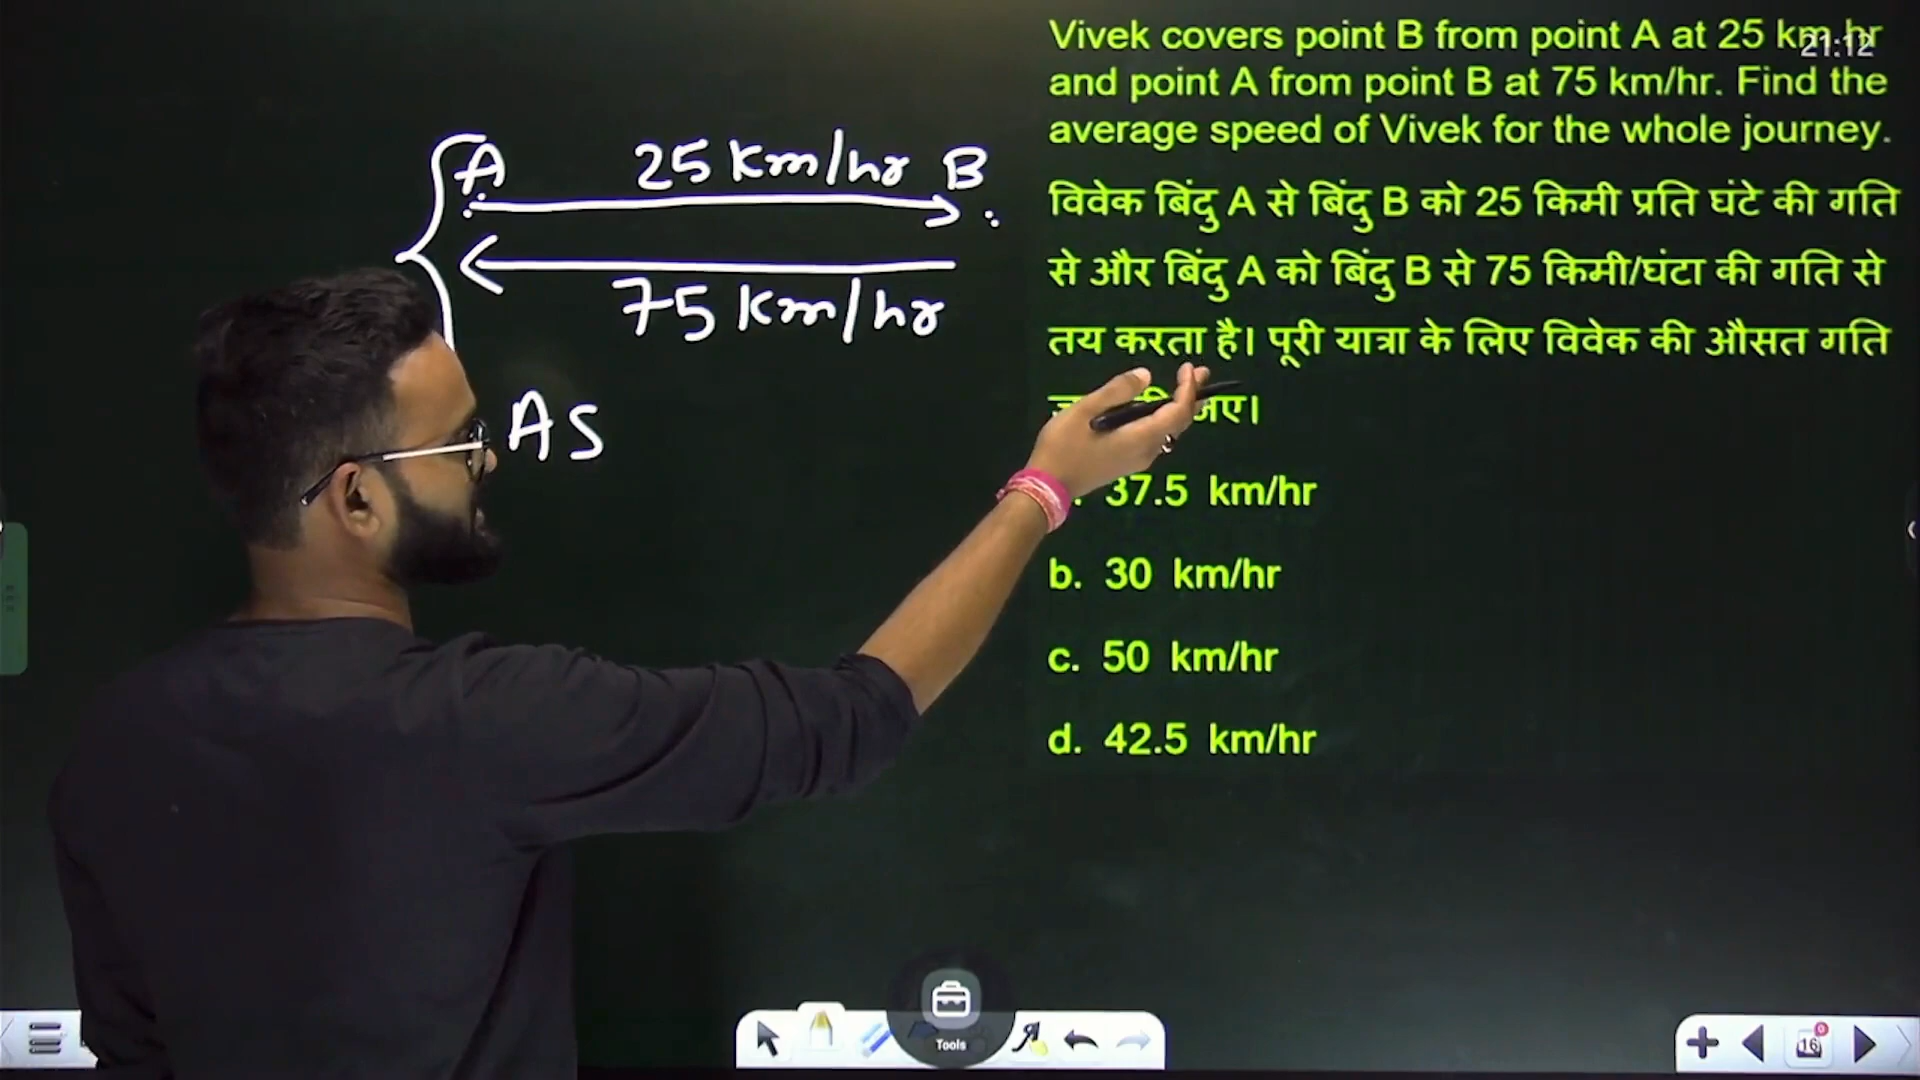 Vivek covers point B from point A at 25 km hr
21:12
and point A from point B at 75 km/hr. Find the
average speed of Vivek for the whole journey.
विवेक बिंदु A से बिंदु B को 25 किमी प्रति घंटे की गति
से और बिंदु A को बिंदु B से 75 किमी/घंटा की गति से
तय करता है। पूरी यात्रा के लिए विवेक की औसत गति
37.5 km/hr
b. 30 km/hr
c. 50 km/hr
d. 42.5 km/hr
A 25 Km/hr B
75 Km/hr
AS
Tools
16
0